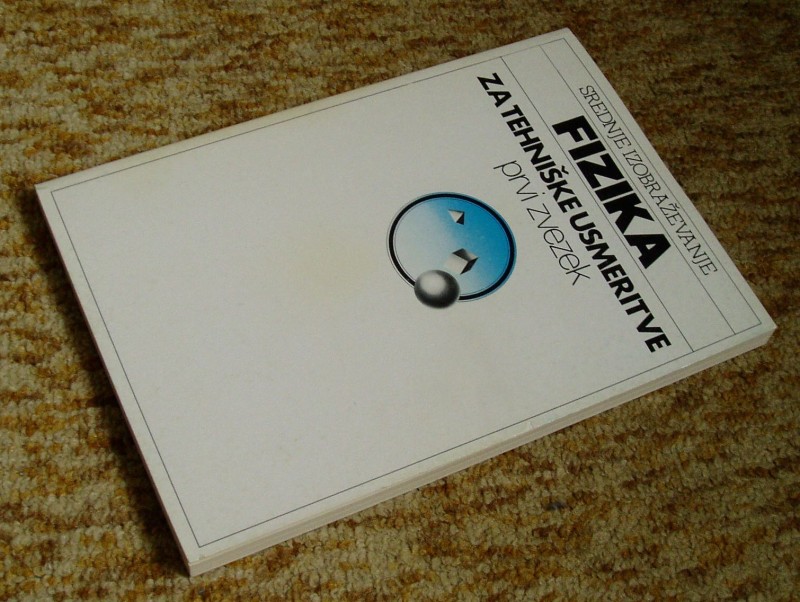 SREDNJE IZOBRAŽEVANJE
FIZIKA
ZA TEHNIŠKE USMERITVE
prvi zvezek